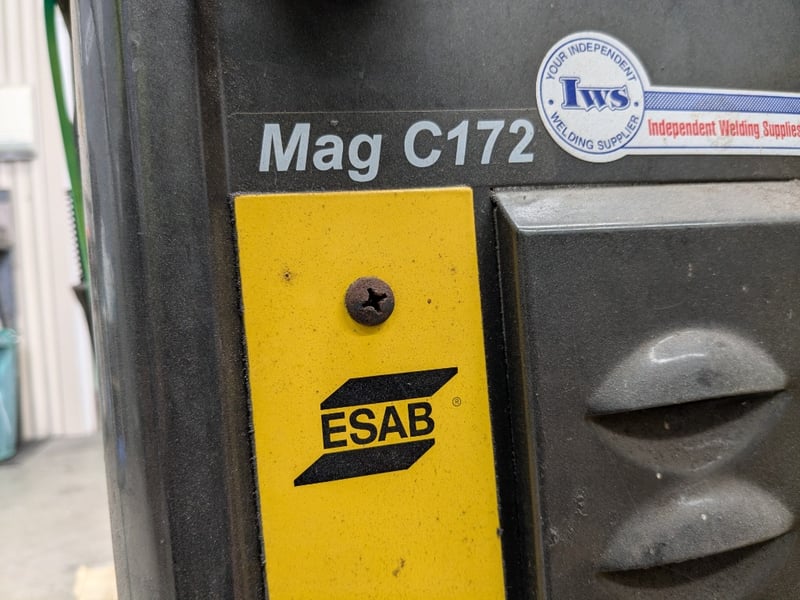 YOUR INDEPENDENT
Iws
WELDING SUPPLIER
Independent Welding Supplies
Mag C172
ESAB ®